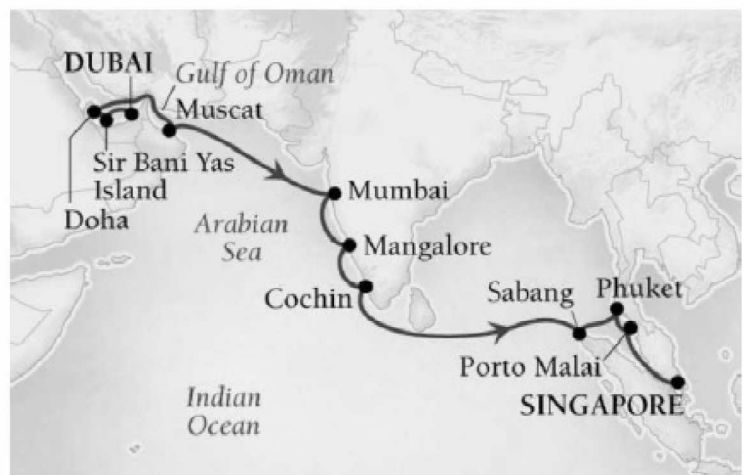 DUBAI
Gulf of Oman
Muscat
Sir Bani Yas
Island
Doha
Arabian
Sea
Mumbai
Mangalore
Cochin
Sabang
Phuket
Porto Malai
SINGAPORE
Indian
Ocean